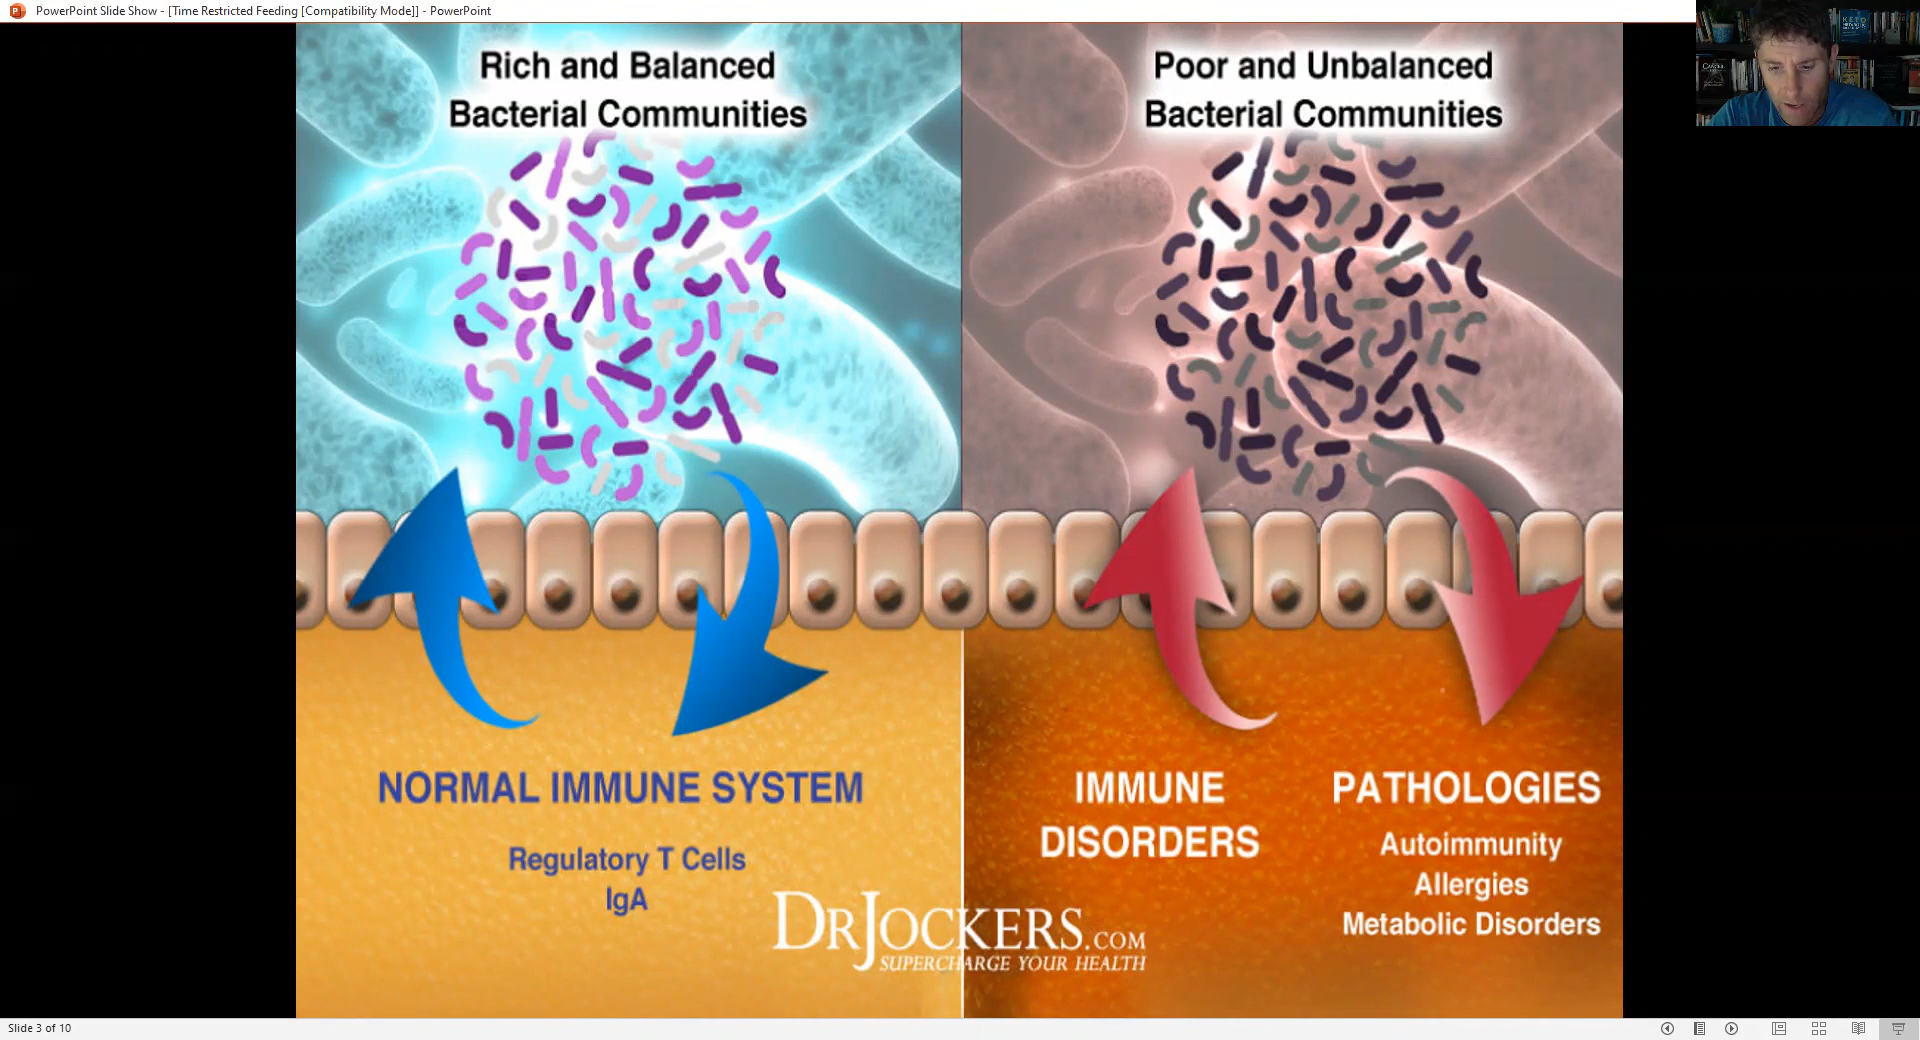 PowerPoint Slide Show - [Time Restricted Feeding [Compatibility Mode]] - PowerPoint
KETO
CANCER
Rich and Balanced
Bacterial Communities
Poor and Unbalanced
Bacterial Communities
NORMAL IMMUNE SYSTEM
Regulatory T Cells
IgA
IMMUNE
DISORDERS
PATHOLOGIES
Autoimmunity
Allergies
Metabolic Disorders
DRJOCKERS.COM
SUPERCHARGE YOUR HEALTH
Slide 3 of 10